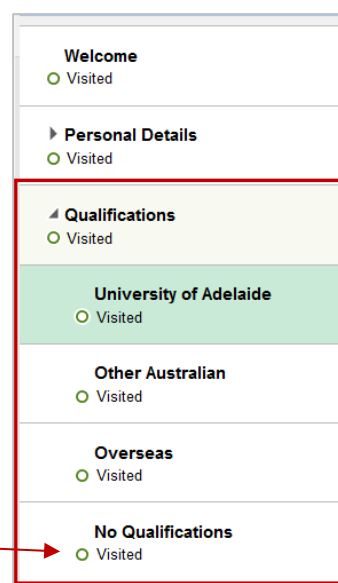 Welcome
Visited
Personal Details
Visited
Qualifications
Visited
University of Adelaide
Visited
Other Australian
Visited
Overseas
Visited
No Qualifications
Visited